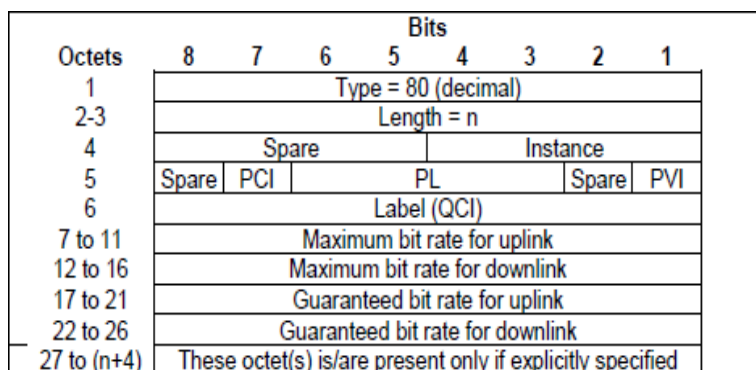 Bits
Octets 8 7 6 5 4 3 2 1
1 Type = 80 (decimal)
2-3 Length = n
4 Spare Instance
5 Spare PCI PL Spare PVI
6 Label (QCI)
7 to 11 Maximum bit rate for uplink
12 to 16 Maximum bit rate for downlink
17 to 21 Guaranteed bit rate for uplink
22 to 26 Guaranteed bit rate for downlink
27 to (n+4) These octet(s) is/are present only if explicitly specified